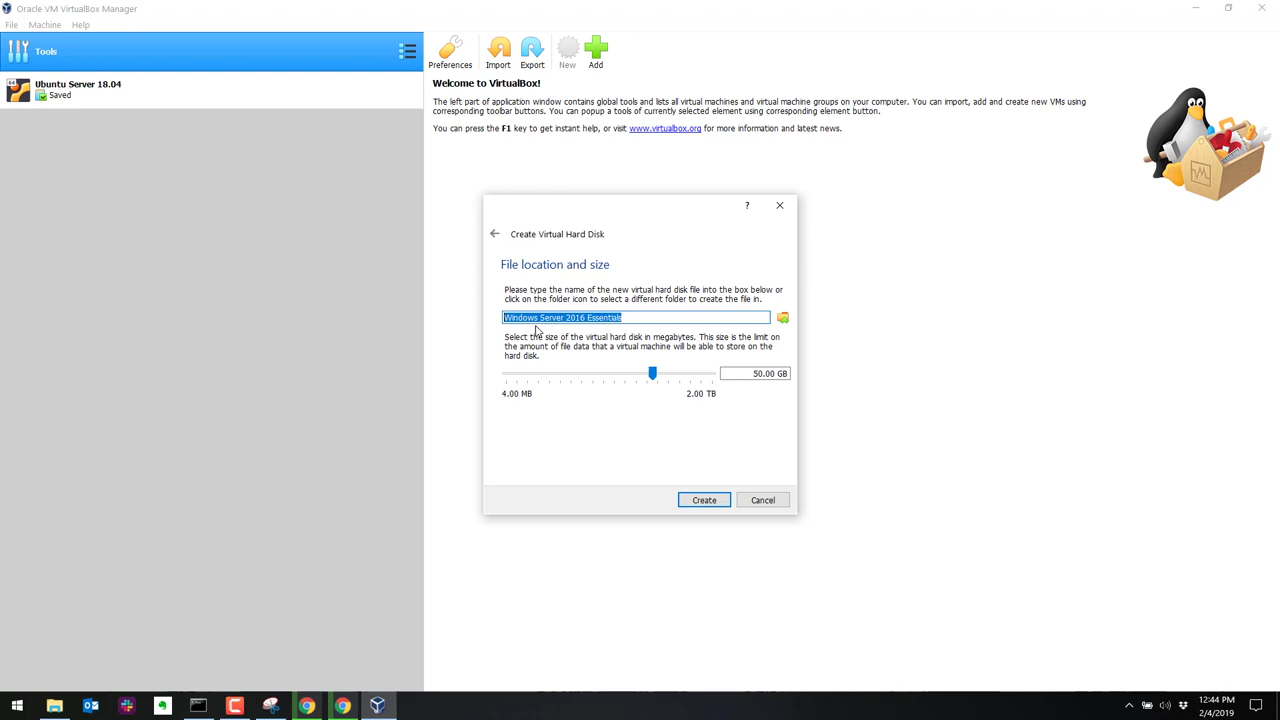 Oracle VM VirtualBox Manager
File Machine Help
Tools
Preferences Import Export New Add
64
Ubuntu Server 18.04
Saved
Welcome to VirtualBox!
The left part of application window contains global tools and lists all virtual machines and virtual machine groups on your computer. You can import, add and create new VMs using
corresponding toolbar buttons. You can popup a tools of currently selected element using corresponding element button.
You can press the F1 key to get instant help, or visit www.virtualbox.org for more information and latest news.
?
Create Virtual Hard Disk
File location and size
Please type the name of the new virtual hard disk file into the box below or
click on the folder icon to select a different folder to create the file in.
Windows Server 2016 Essentials
Select the size of the virtual hard disk in megabytes. This size is the limit on
the amount of file data that a virtual machine will be able to store on the
hard disk.
50.00 GB
4.00 MB 2.00 TB
Create Cancel
12:44 PM
2/4/2019